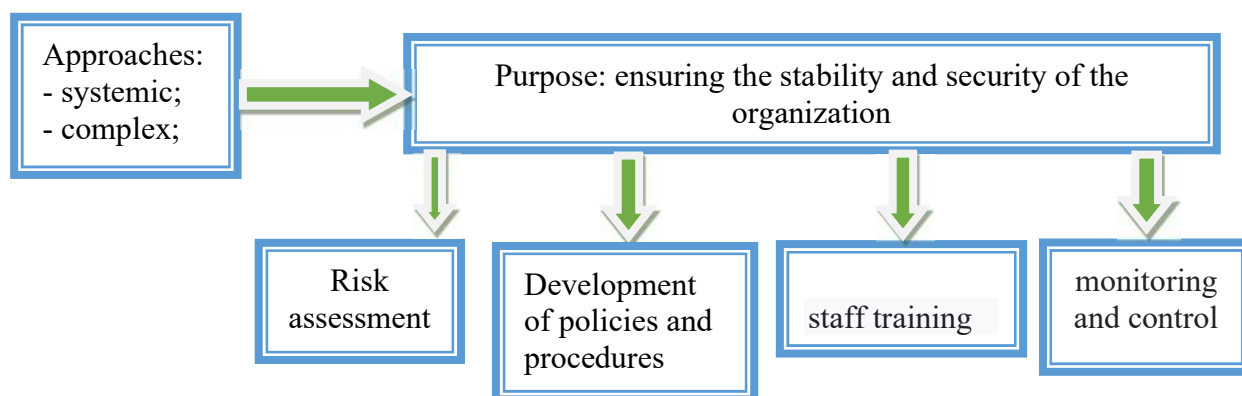 Approaches:
- systemic;
- complex;
Purpose: ensuring the stability and security of the
organization
Risk
assessment
Development
of policies and
procedures
staff training
monitoring
and control